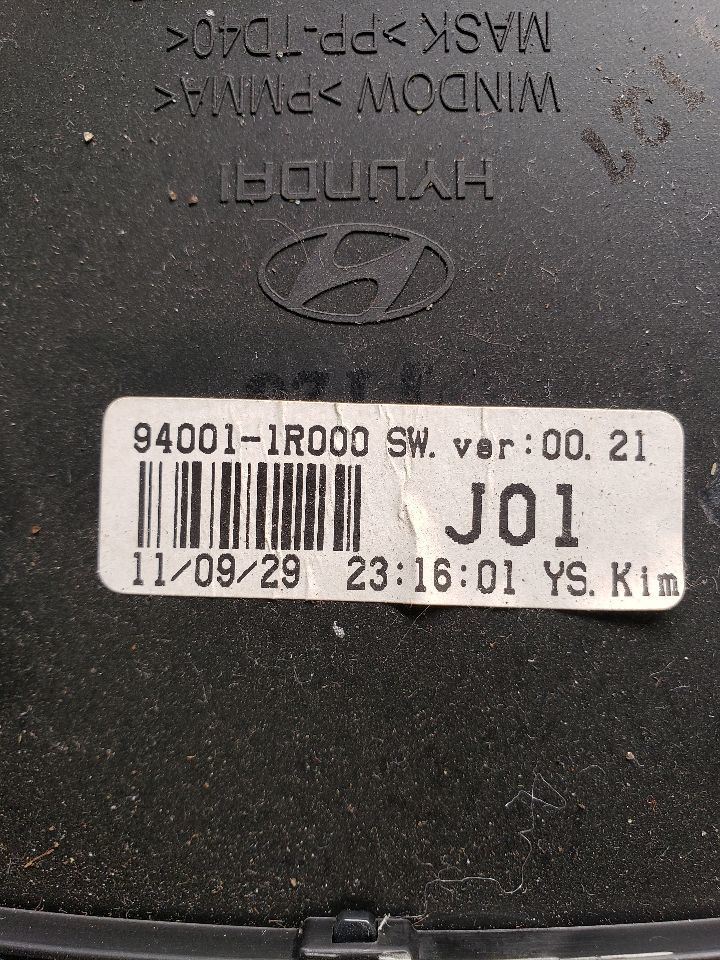 MASK >PP-TD40<
WINDOW >PMMA<
HYUNDAI
94001-1R000 SW. ver:00. 21
J01
11/09/29 23:16:01 YS. Kim